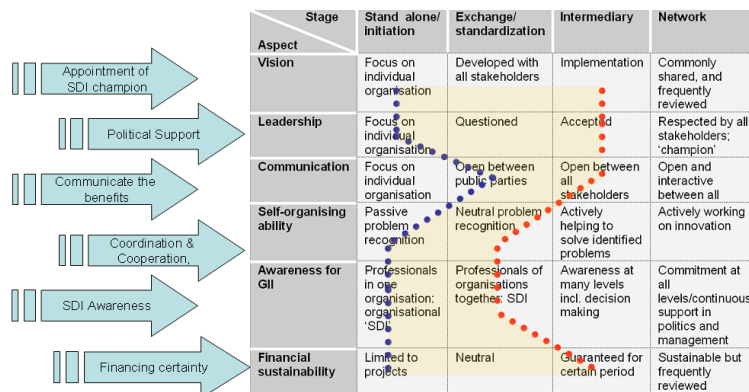 Stage
Aspect
Stand alone/
initiation
Exchange/
standardization
Intermediary
Network
Appointment of
SDI champion
Vision
Focus on
individual
organisation
Developed with
all stakeholders
Implementation
Commonly
shared, and
frequently
reviewed
Political Support
Leadership
Focus on
individual
organisation
Questioned
Accepted
Respected by all
stakeholders;
‘champion’
Communicate the
benefits
Communication
Focus on
individual
organisation
Open between
public parties
Open between
all
stakeholders
Open and
interactive
between all
Coordination &
Cooperation,
Self-organising
ability
Passive
problem
recognition
Neutral problem
recognition
Actively
helping to
solve identified
problems
Actively working
on innovation
SDI Awareness
Awareness for
GII
Professionals
in one
organisation:
organisational
‘SDI’
Professionals of
organisations
together: SDI
Awareness at
many levels
incl. decision
making
Commitment at
all
levels/continuous
support in
politics and
management
Financing certainty
Financial
sustainability
Limited to
projects
Neutral
Guaranteed for
certain period
Sustainable but
frequently
reviewed